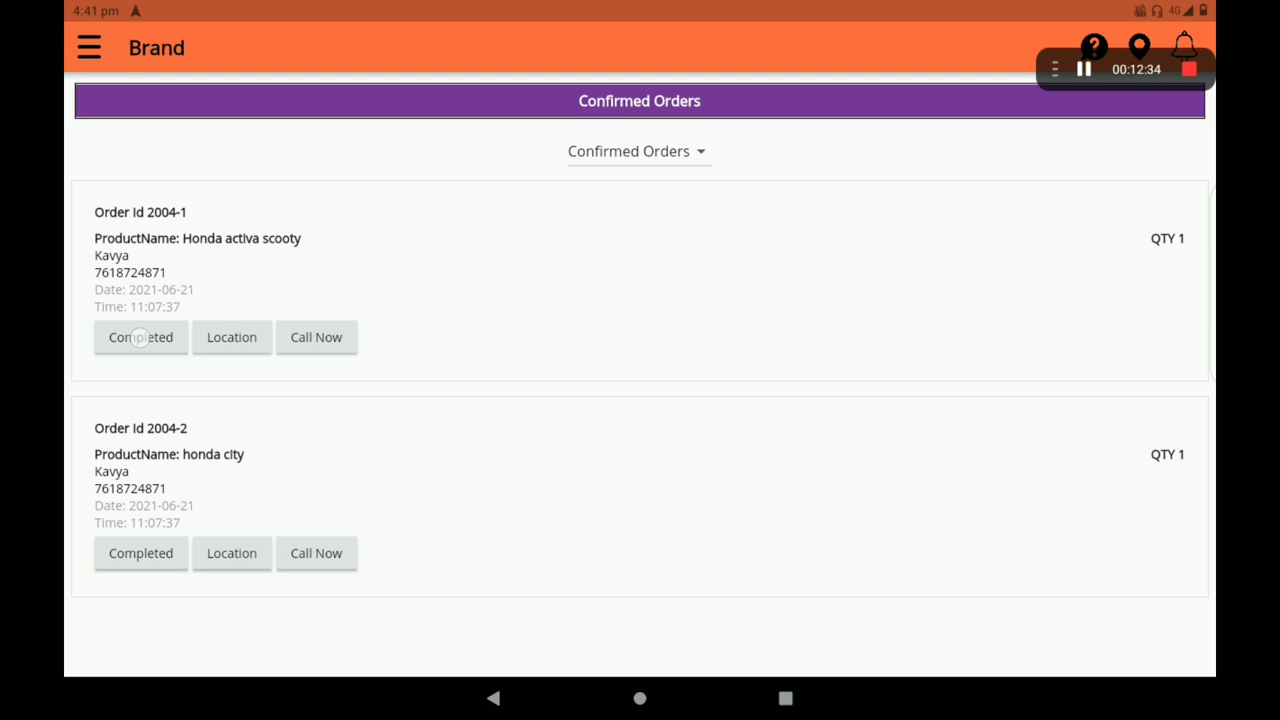 4:41 pm
4G
Brand
00:12:34
Confirmed Orders
Confirmed Orders
Order Id 2004-1
ProductName: Honda activa scooty
QTY 1
Kavya
7618724871
Date: 2021-06-21
Time: 11:07:37
Completed Location Call Now
Order Id 2004-2
ProductName: honda city
QTY 1
Kavya
7618724871
Date: 2021-06-21
Time: 11:07:37
Completed Location Call Now